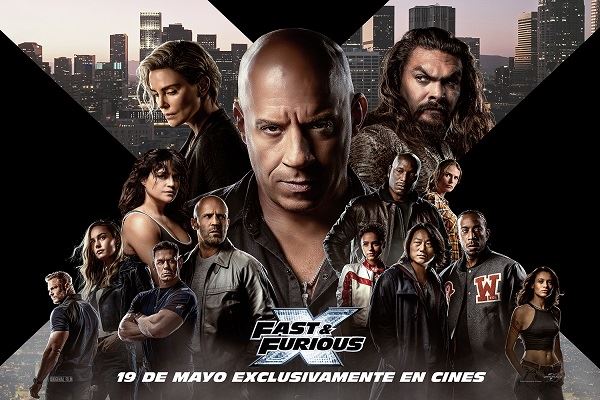 W
FAST &
FURIOUS
X
19 DE MAYO EXCLUSIVAMENTE EN CINES